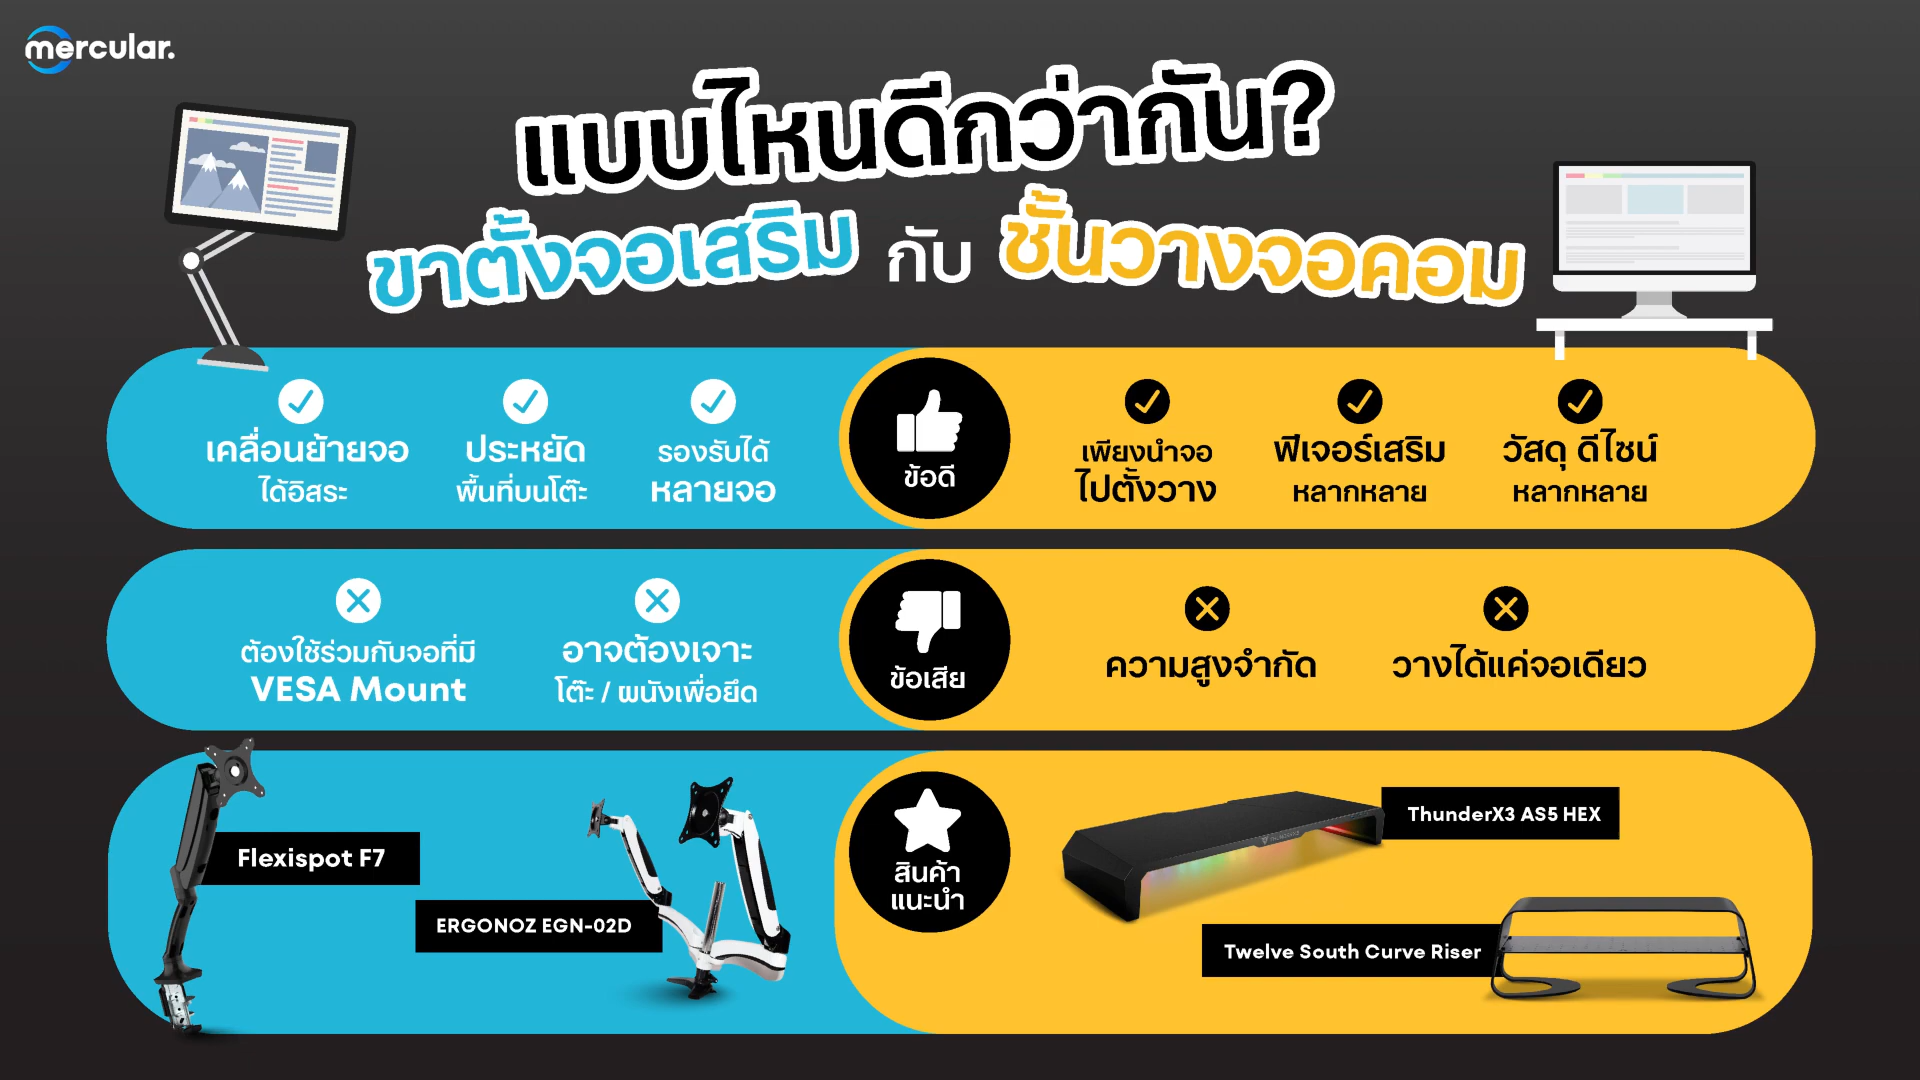 mercular.
แบบไหนดีกว่ากัน?
ขาตั้งจอเสริม กับ ชั้นวางจอคอม
เคลื่อนย้ายจอ
ได้อิสระ
ประหยัด
พื้นที่บนโต๊ะ
รองรับได้
หลายจอ
ข้อดี
เพียงนำจอ
ไปตั้งวาง
ฟีเจอร์เสริม
หลากหลาย
วัสดุ ดีไซน์
หลากหลาย
ต้องใช้ร่วมกับจอที่มี
VESA Mount
อาจต้องเจาะ
โต๊ะ / ผนังเพื่อยึด
ข้อเสีย
ความสูงจำกัด
วางได้แค่จอเดียว
Flexispot F7
ERGONOZ EGN-02D
สินค้า
แนะนำ
ThunderX3 AS5 HEX
Twelve South Curve Riser